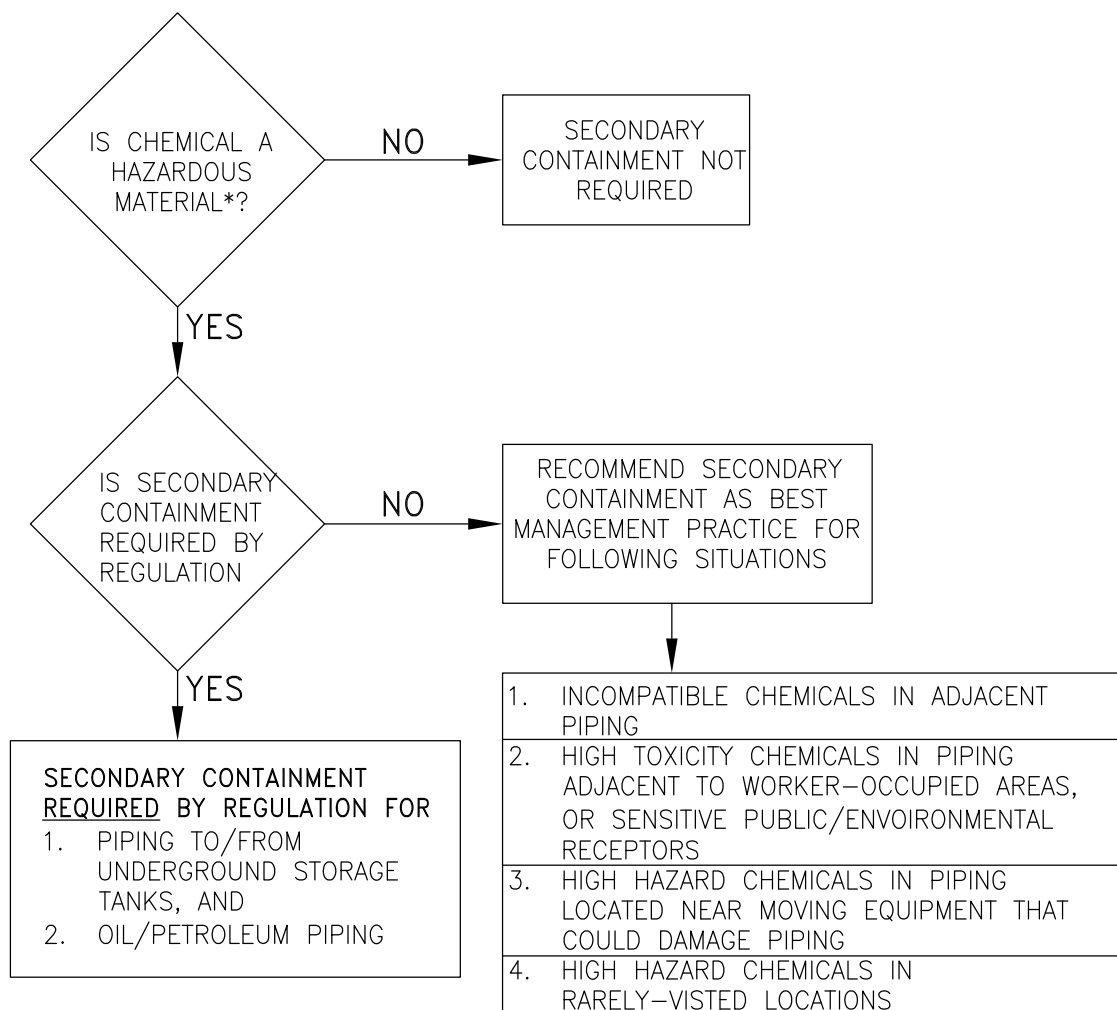 IS CHEMICAL A
HAZARDOUS
MATERIAL*?
NO
SECONDARY
CONTAINMENT NOT
REQUIRED
YES
IS SECONDARY
CONTAINMENT
REQUIRED BY
REGULATION
NO
RECOMMEND SECONDARY
CONTAINMENT AS BEST
MANAGEMENT PRACTICE FOR
FOLLOWING SITUATIONS
YES
SECONDARY CONTAINMENT
REQUIRED BY REGULATION FOR
1. PIPING TO/FROM
UNDERGROUND STORAGE
TANKS, AND
2. OIL/PETROLEUM PIPING
1. INCOMPATIBLE CHEMICALS IN ADJACENT
PIPING
2. HIGH TOXICITY CHEMICALS IN PIPING
ADJACENT TO WORKER-OCCUPIED AREAS,
OR SENSITIVE PUBLIC/ENVOIRONMENTAL
RECEPTORS
3. HIGH HAZARD CHEMICALS IN PIPING
LOCATED NEAR MOVING EQUIPMENT THAT
COULD DAMAGE PIPING
4. HIGH HAZARD CHEMICALS IN
RARELY-VISTED LOCATIONS